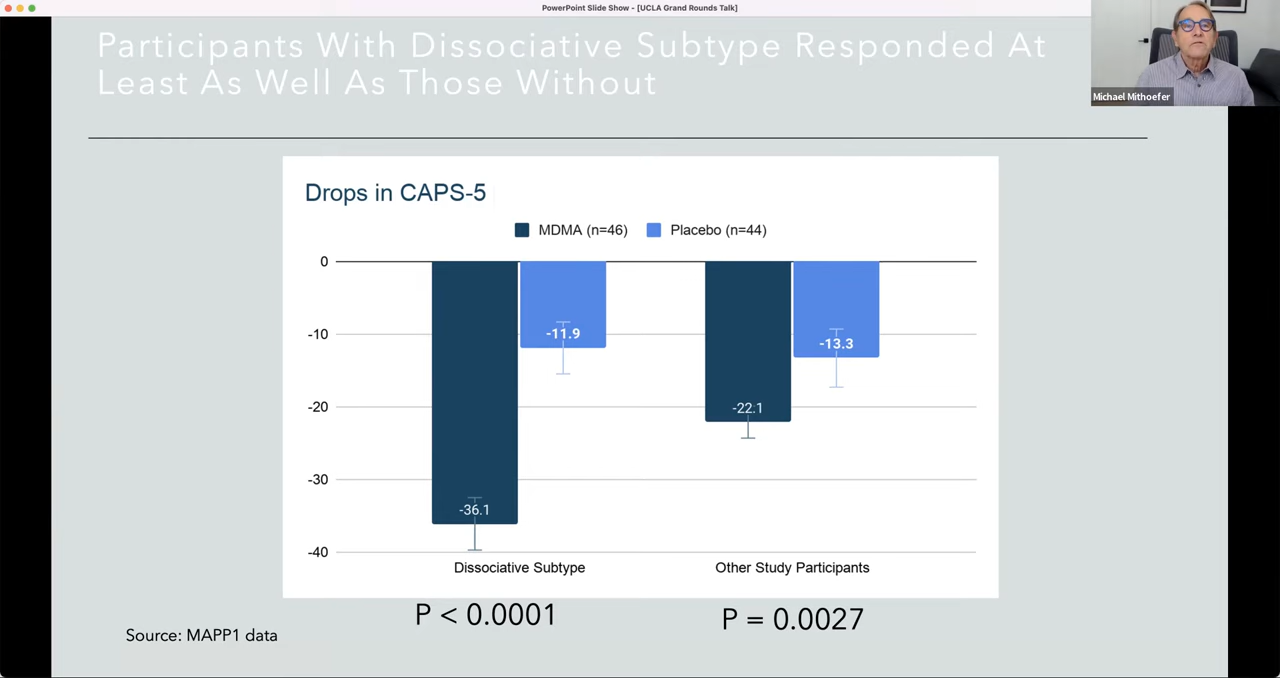 PowerPoint Slide Show - [UCLA Grand Rounds Talk]
Participants With Dissociative Subtype Responded At
Least As Well As Those Without
Michael Mithoefer
Drops in CAPS-5
MDMA (n=46) Placebo (n=44)
0
-10
-20
-30
-40
-11.9
-13.3
-22.1
-36.1
Dissociative Subtype Other Study Participants
P < 0.0001 P = 0.0027
Source: MAPP1 data